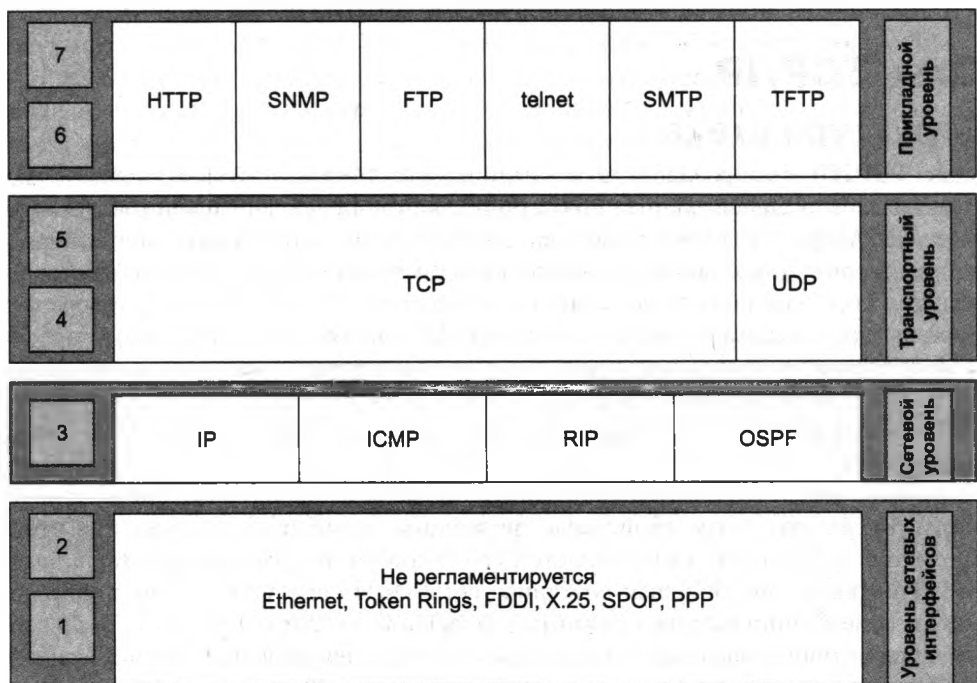 7
6
HTTP
SNMP
FTP
telnet
SMTP
TFTP
Прикладной
уровень
5
4
TCP
UDP
Транспортный
уровень
3
IP
ICMP
RIP
OSPF
Сетевой
уровень
2
1
Не регламентируется
Ethernet, Token Rings, FDDI, X.25, SPOP, PPP
Уровень сетевых
интерфейсов